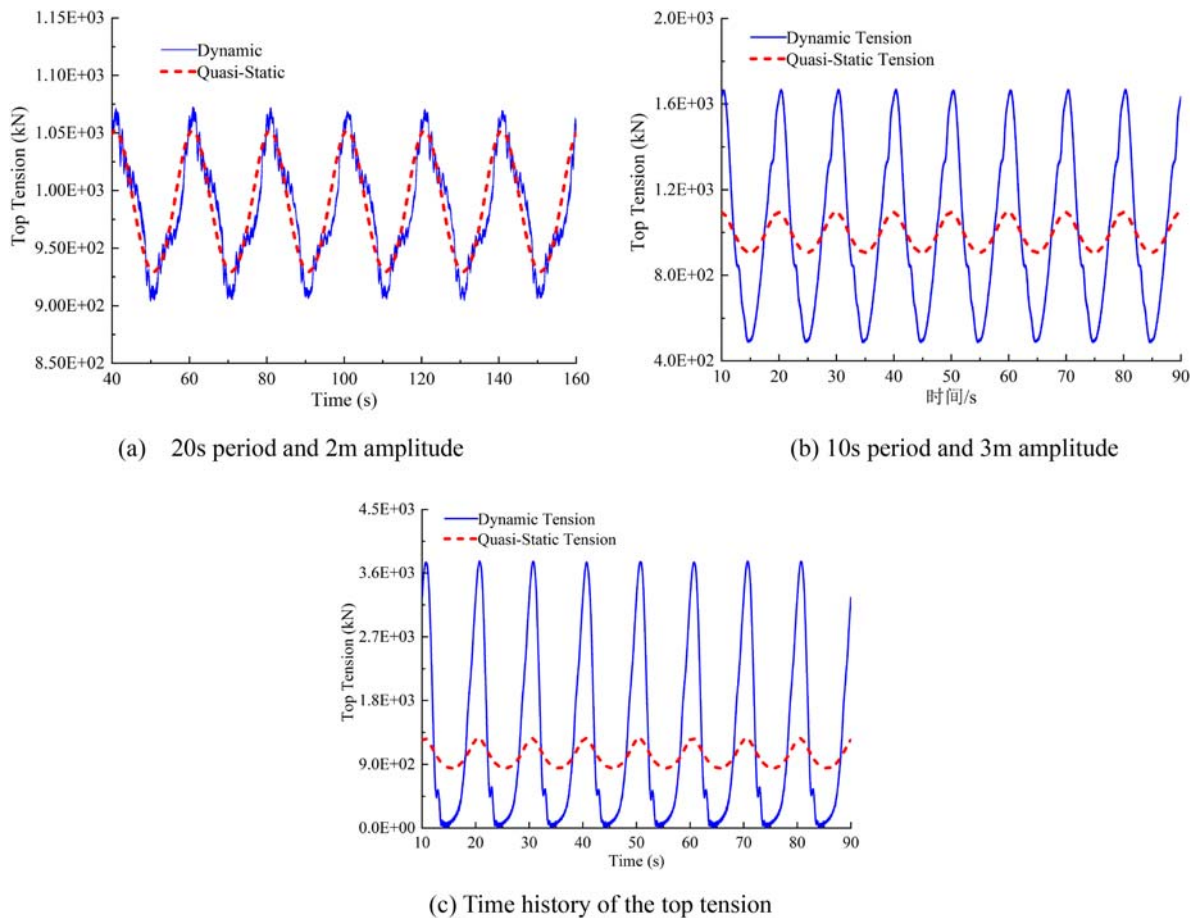 1.15E+03
1.10E+03
1.05E+03
1.00E+03
9.50E+02
9.00E+02
8.50E+02
Top Tension (kN)
Dynamic
Quasi-Static
40 60 80 100 120 140 160
Time (s)
(a) 20s period and 2m amplitude
2.0E+03
1.6E+03
1.2E+03
8.0E+02
4.0E+02
Top Tension (kN)
Dynamic Tension
Quasi-Static Tension
10 20 30 40 50 60 70 80 90
时间/s
(b) 10s period and 3m amplitude
4.5E+03
3.6E+03
2.7E+03
1.8E+03
9.0E+02
0.0E+00
Top Tension (kN)
Dynamic Tension
Quasi-Static Tension
10 20 30 40 50 60 70 80 90
Time (s)
(c) Time history of the top tension